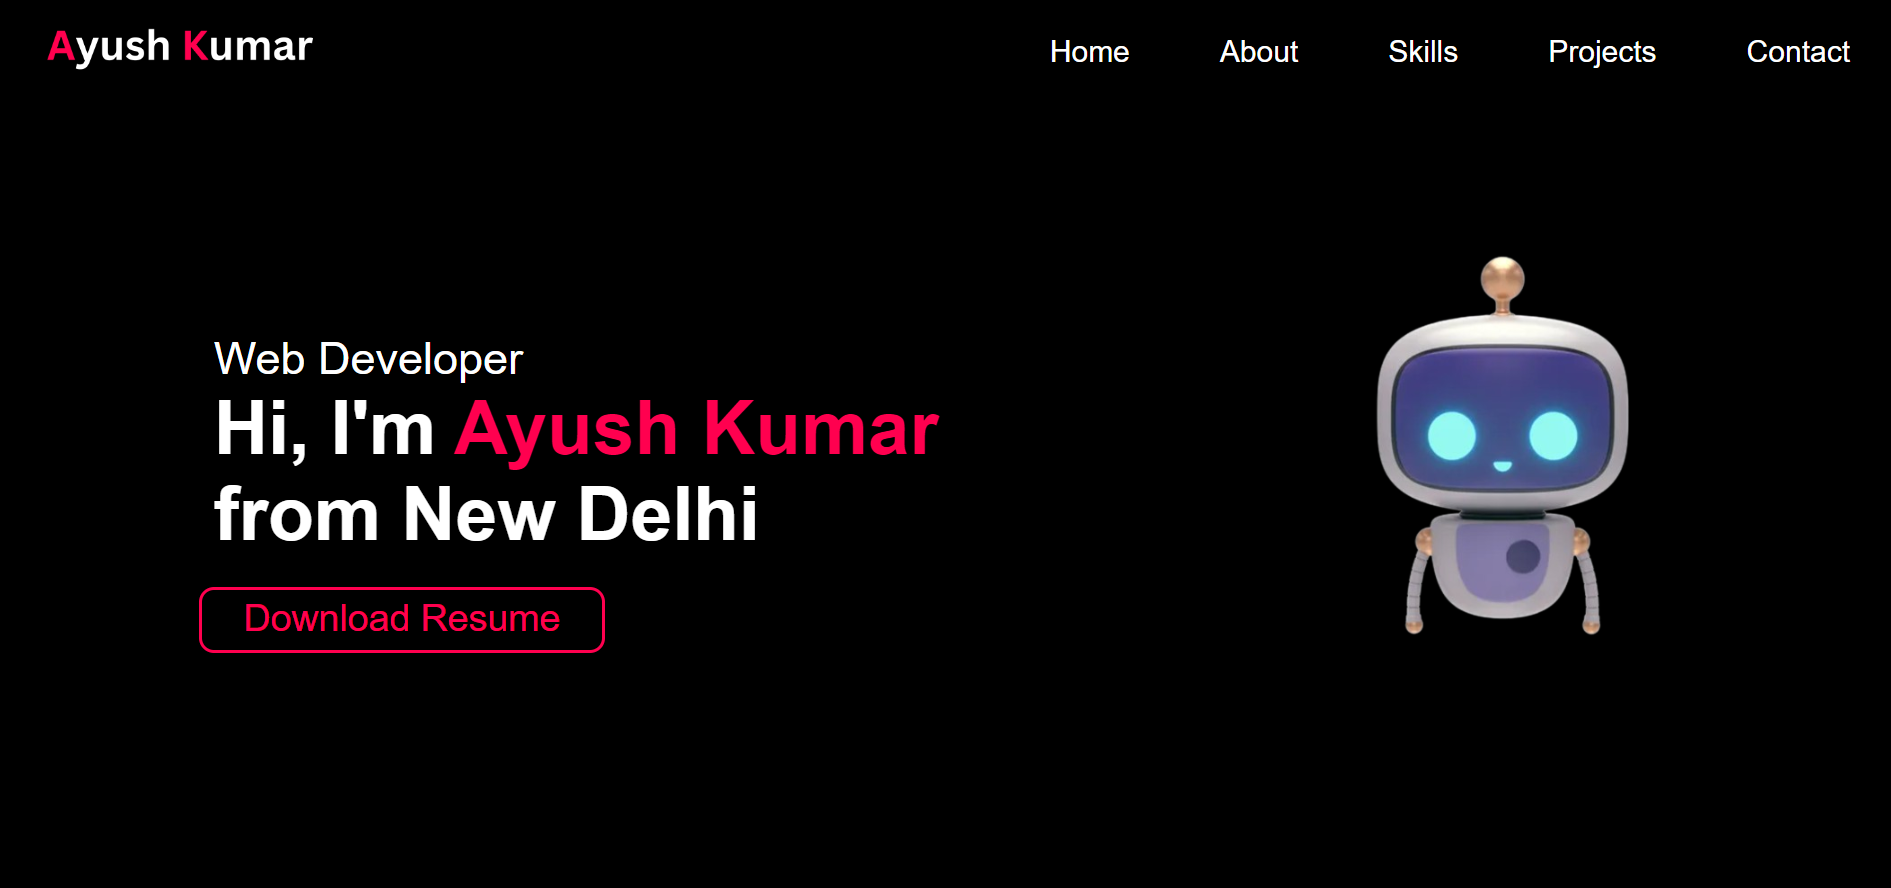 Ayush Kumar
Home About Skills Projects Contact
Web Developer
Hi, I'm Ayush Kumar
from New Delhi
Download Resume